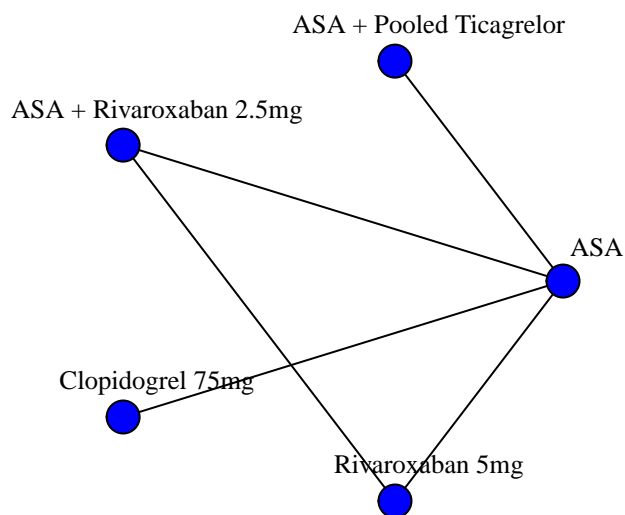 ASA + Pooled Ticagrelor
ASA + Rivaroxaban 2.5mg
ASA
Clopidogrel 75mg
Rivaroxaban 5mg